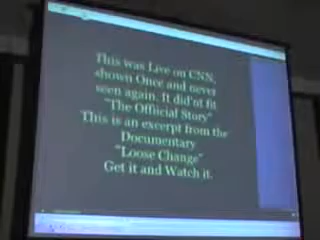 This was Live on CNN,
shown Once and never
seen again. It did'nt fit
"The Official Story"
This is an excerpt from the
Documentary
"Loose Change"
Get it and Watch it.